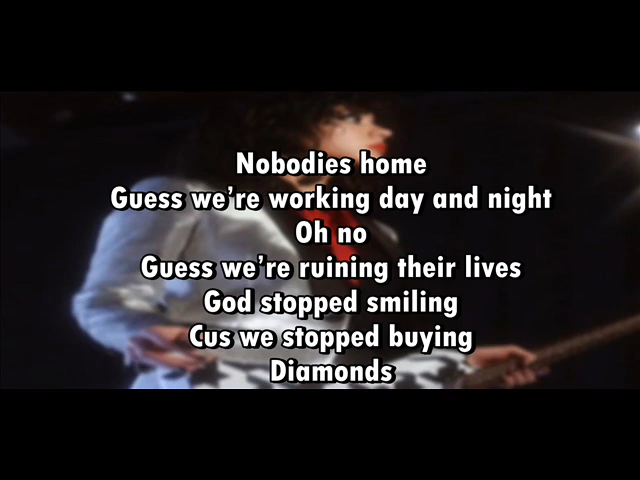 Nobodies home
Guess we're working day and night
Oh no
Guess we're ruining their lives
God stopped smiling
Cus we stopped buying
Diamonds